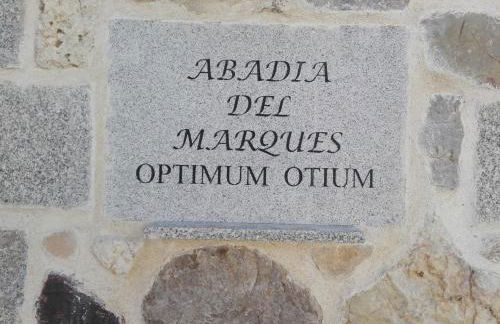 ABADIA
DEL
MARQUES
OPTIMUM OTIUM